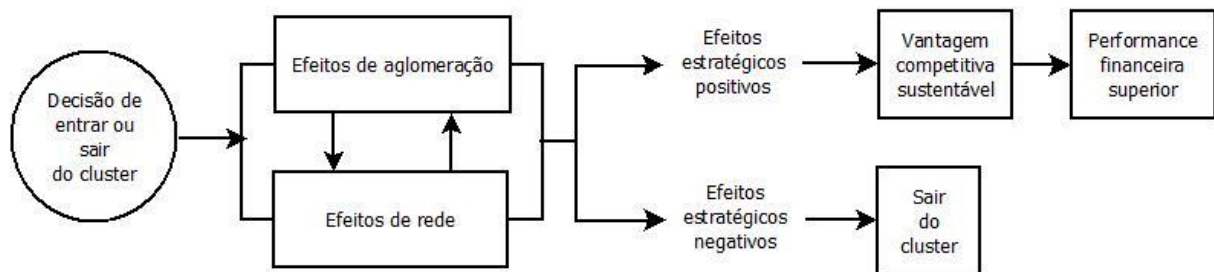 Decisão de
entrar ou
sair
do cluster
Efeitos de aglomeração
Efeitos de rede
Efeitos
estratégicos
positivos
Vantagem
competitiva
sustentável
Performance
financeira
superior
Efeitos
estratégicos
negativos
Sair
do
cluster